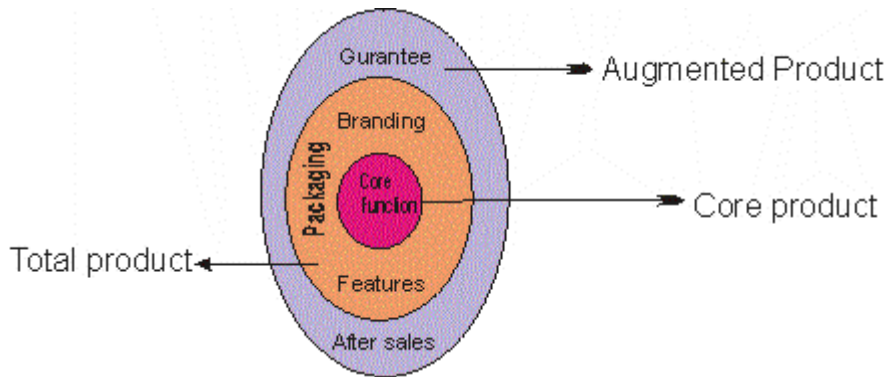 Gurantee
Augmented Product
Branding
Packaging
Core
function
Core product
Total product
Features
After sales